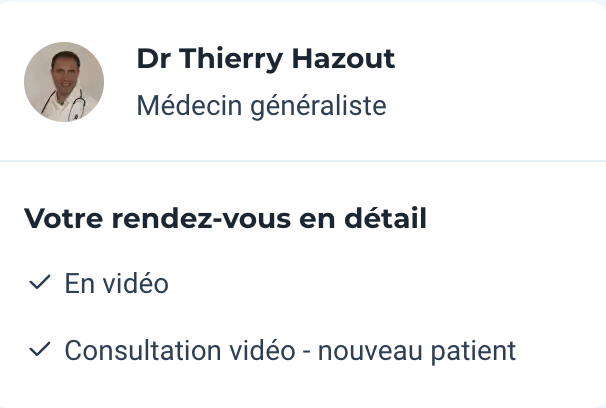 Dr Thierry Hazout
Médecin généraliste
Votre rendez-vous en détail
En vidéo
Consultation vidéo - nouveau patient